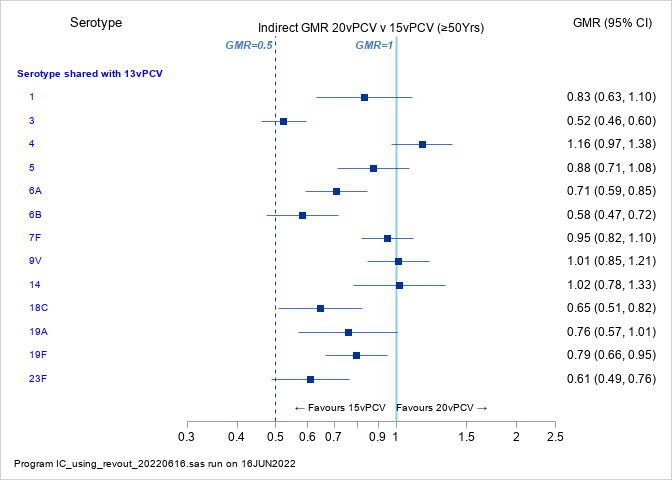 Serotype Indirect GMR 20vPCV v 15vPCV (≥50Yrs) GMR (95% CI)
GMR=0.5 GMR=1
Serotype shared with 13vPCV
1 0.83 (0.63, 1.10)
3 0.52 (0.46, 0.60)
4 1.16 (0.97, 1.38)
5 0.88 (0.71, 1.08)
6A 0.71 (0.59, 0.85)
6B 0.58 (0.47, 0.72)
7F 0.95 (0.82, 1.10)
9V 1.01 (0.85, 1.21)
14 1.02 (0.78, 1.33)
18C 0.65 (0.51, 0.82)
19A 0.76 (0.57, 1.01)
19F 0.79 (0.66, 0.95)
23F 0.61 (0.49, 0.76)
← Favours 15vPCV Favours 20vPCV →
0.3 0.4 0.5 0.6 0.7 0.9 1 1.5 2 2.5
Program IC_using_revout_20220616.sas run on 16JUN2022